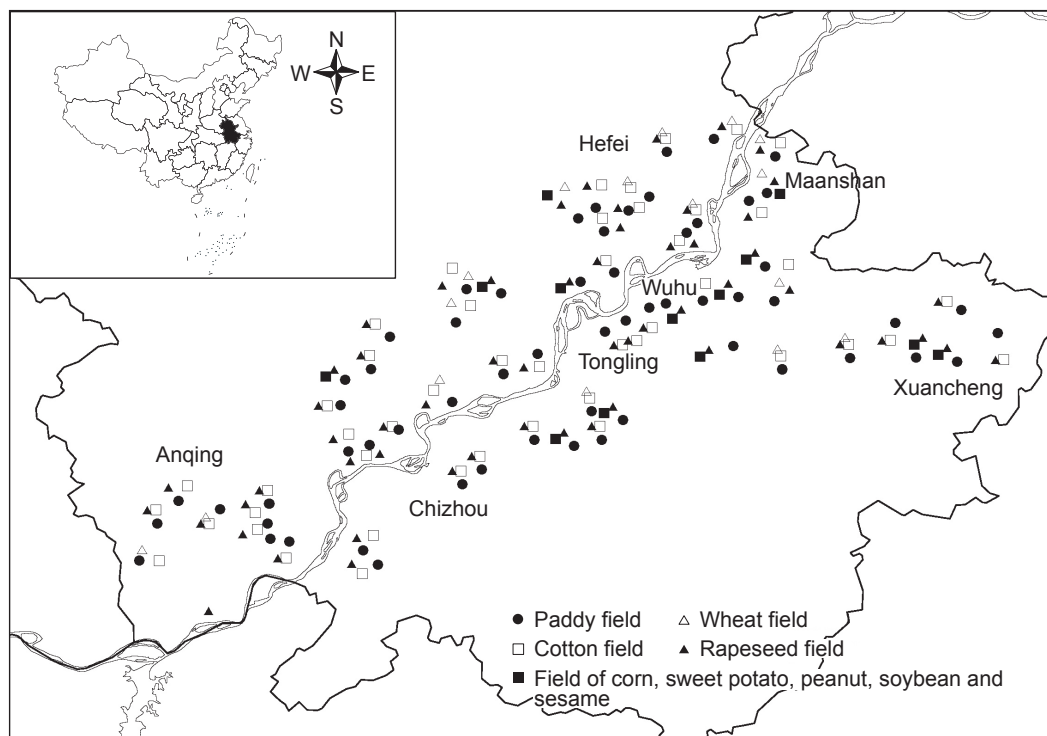 N
W E
S
Hefei
Maanshan
Wuhu
Tongling
Xuancheng
Anqing
Chizhou
Paddy field
Wheat field
Cotton field
Rapeseed field
Field of corn, sweet potato, peanut, soybean and
sesame